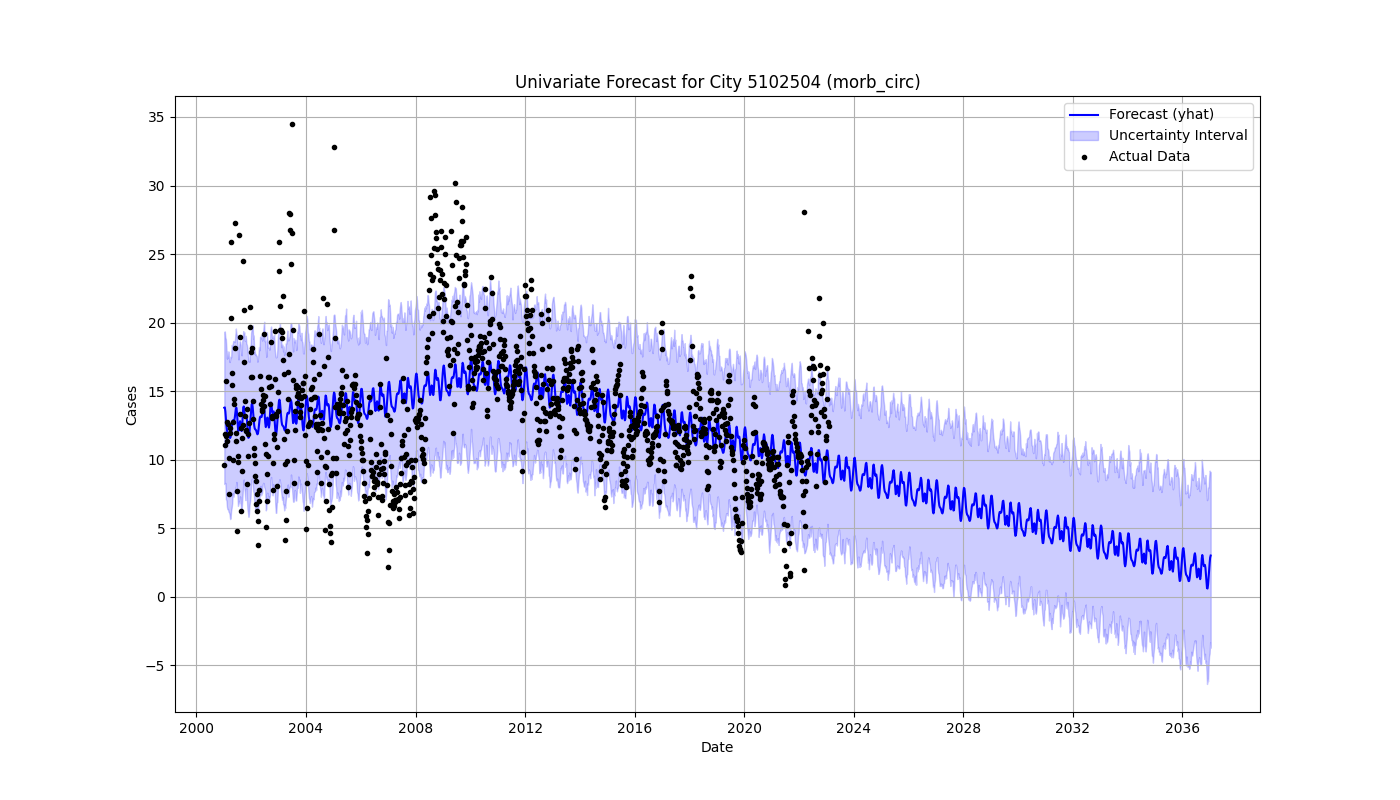 Univariate Forecast for City 5102504 (morb_circ)
Forecast (yhat)
Uncertainty Interval
Actual Data
Cases
35
30
25
20
15
10
5
0
−5
2000 2004 2008 2012 2016 2020 2024 2028 2032 2036
Date